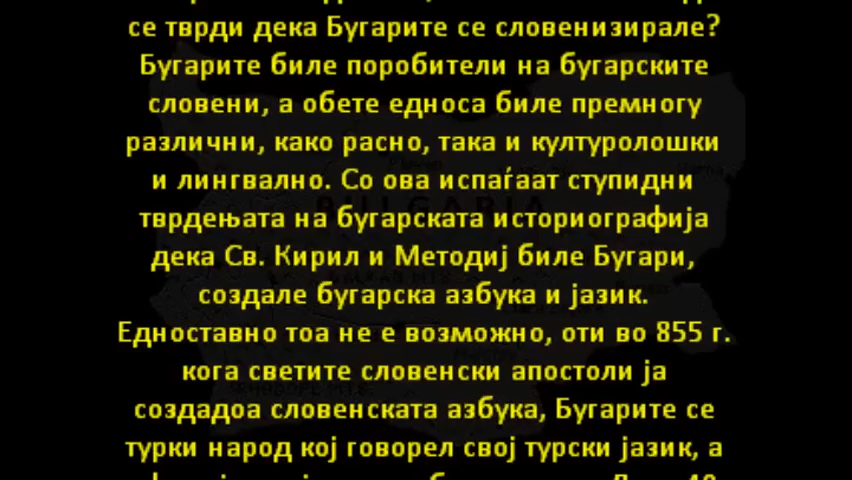 се тврди дека Бугарите се словенизирале?
Бугарите биле поробители на бугарските
словени, а обете едноса биле премногу
различни, како расно, така и културолошки
и лингвално. Со ова испаѓаат ступидни
тврдењата на бугарската историографија
дека Св. Кирил и Методиј биле Бугари,
создале бугарска азбука и јазик.
Едноставно тоа не е возможно, оти во 855 г.
кога светите словенски апостоли ја
создадоа словенската азбука, Бугарите се
турки народ кој говорел свој турски јазик, а
BULGARIA